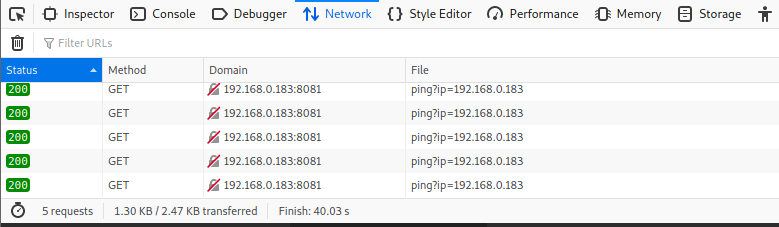 Inspector Console Debugger Network Style Editor Performance Memory Storage
Filter URLs
Status Method Domain File
200 GET 192.168.0.183:8081 ping?ip=192.168.0.183
200 GET 192.168.0.183:8081 ping?ip=192.168.0.183
200 GET 192.168.0.183:8081 ping?ip=192.168.0.183
200 GET 192.168.0.183:8081 ping?ip=192.168.0.183
200 GET 192.168.0.183:8081 ping?ip=192.168.0.183
5 requests 1.30 KB / 2.47 KB transferred Finish: 40.03 s